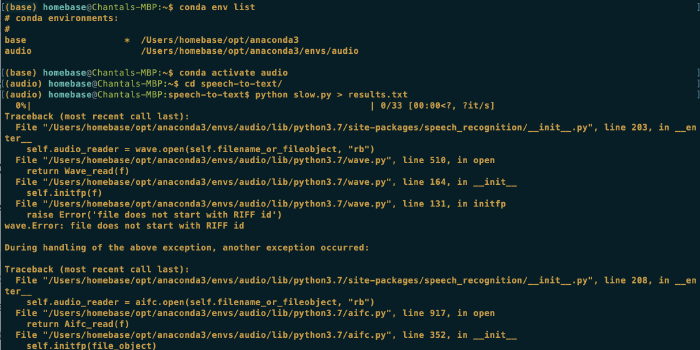 ((base) homebase@Chantals-MBP:~$ conda env list
# conda environments:
#
base                  *  /Users/homebase/opt/anaconda3
audio                    /Users/homebase/opt/anaconda3/envs/audio
[(base) homebase@Chantals-MBP:~$ conda activate audio
[(audio) homebase@Chantals-MBP:~$ cd speech-to-text/
[(audio) homebase@Chantals-MBP:speech-to-text$ python slow.py > results.txt
  0%|                                                              | 0/33 [00:00<?, ?it/s]
Traceback (most recent call last):
  File "/Users/homebase/opt/anaconda3/envs/audio/lib/python3.7/site-packages/speech_recognition/__init__.py", line 203, in __en
ter__
    self.audio_reader = wave.open(self.filename_or_fileobject, "rb")
  File "/Users/homebase/opt/anaconda3/envs/audio/lib/python3.7/wave.py", line 510, in open
    return Wave_read(f)
  File "/Users/homebase/opt/anaconda3/envs/audio/lib/python3.7/wave.py", line 164, in __init__
    self.initfp(f)
  File "/Users/homebase/opt/anaconda3/envs/audio/lib/python3.7/wave.py", line 131, in initfp
    raise Error('file does not start with RIFF id')
wave.Error: file does not start with RIFF id
During handling of the above exception, another exception occurred:
Traceback (most recent call last):
  File "/Users/homebase/opt/anaconda3/envs/audio/lib/python3.7/site-packages/speech_recognition/__init__.py", line 208, in __en
ter__
    self.audio_reader = aifc.open(self.filename_or_fileobject, "rb")
  File "/Users/homebase/opt/anaconda3/envs/audio/lib/python3.7/aifc.py", line 917, in open
    return Aifc_read(f)
  File "/Users/homebase/opt/anaconda3/envs/audio/lib/python3.7/aifc.py", line 352, in __init__
    self.initfp(file_object)